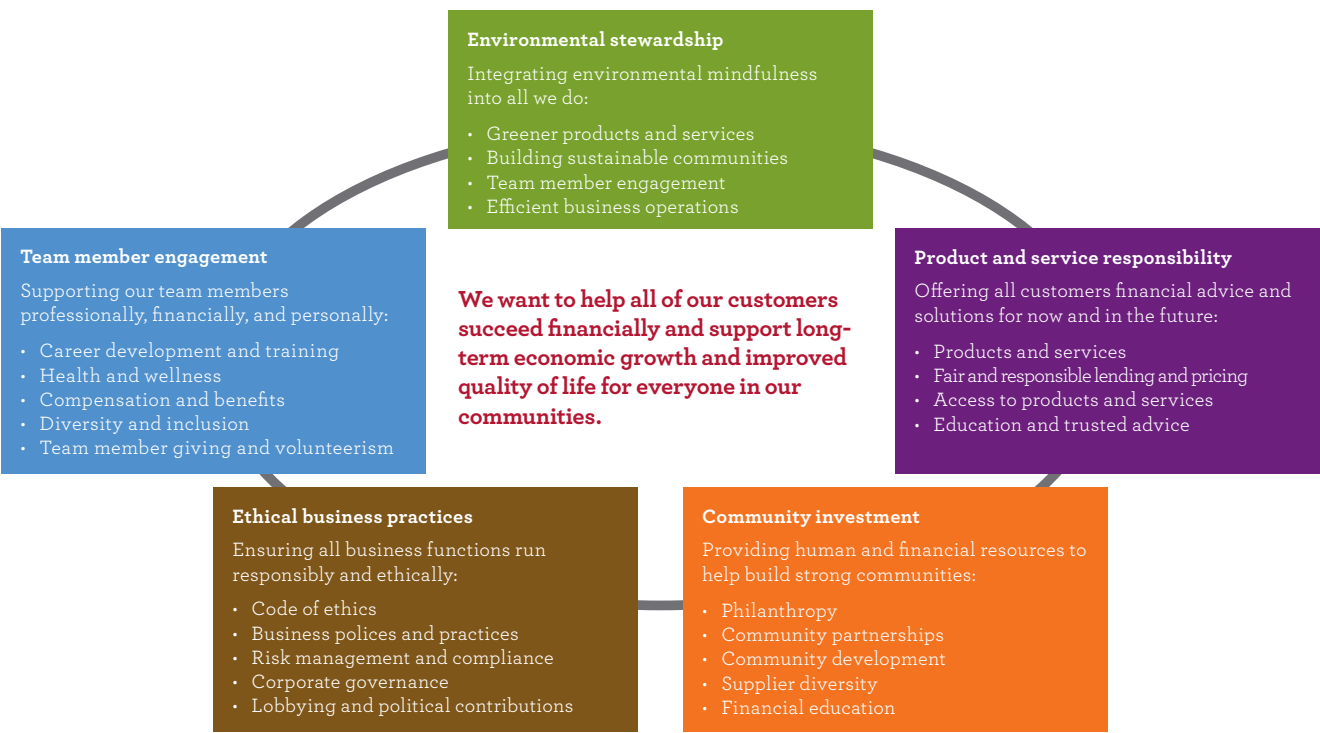 Environmental stewardship
Integrating environmental mindfulness
into all we do:
• Greener products and services
• Building sustainable communities
• Team member engagement
• Efficient business operations
Team member engagement
Supporting our team members
professionally, financially, and personally:
• Career development and training
• Health and wellness
• Compensation and benefits
• Diversity and inclusion
• Team member giving and volunteerism
We want to help all of our customers
succeed financially and support long-
term economic growth and improved
quality of life for everyone in our
communities.
Product and service responsibility
Offering all customers financial advice and
solutions for now and in the future:
• Products and services
• Fair and responsible lending and pricing
• Access to products and services
• Education and trusted advice
Ethical business practices
Ensuring all business functions run
responsibly and ethically:
• Code of ethics
• Business polices and practices
• Risk management and compliance
• Corporate governance
• Lobbying and political contributions
Community investment
Providing human and financial resources to
help build strong communities:
• Philanthropy
• Community partnerships
• Community development
• Supplier diversity
• Financial education